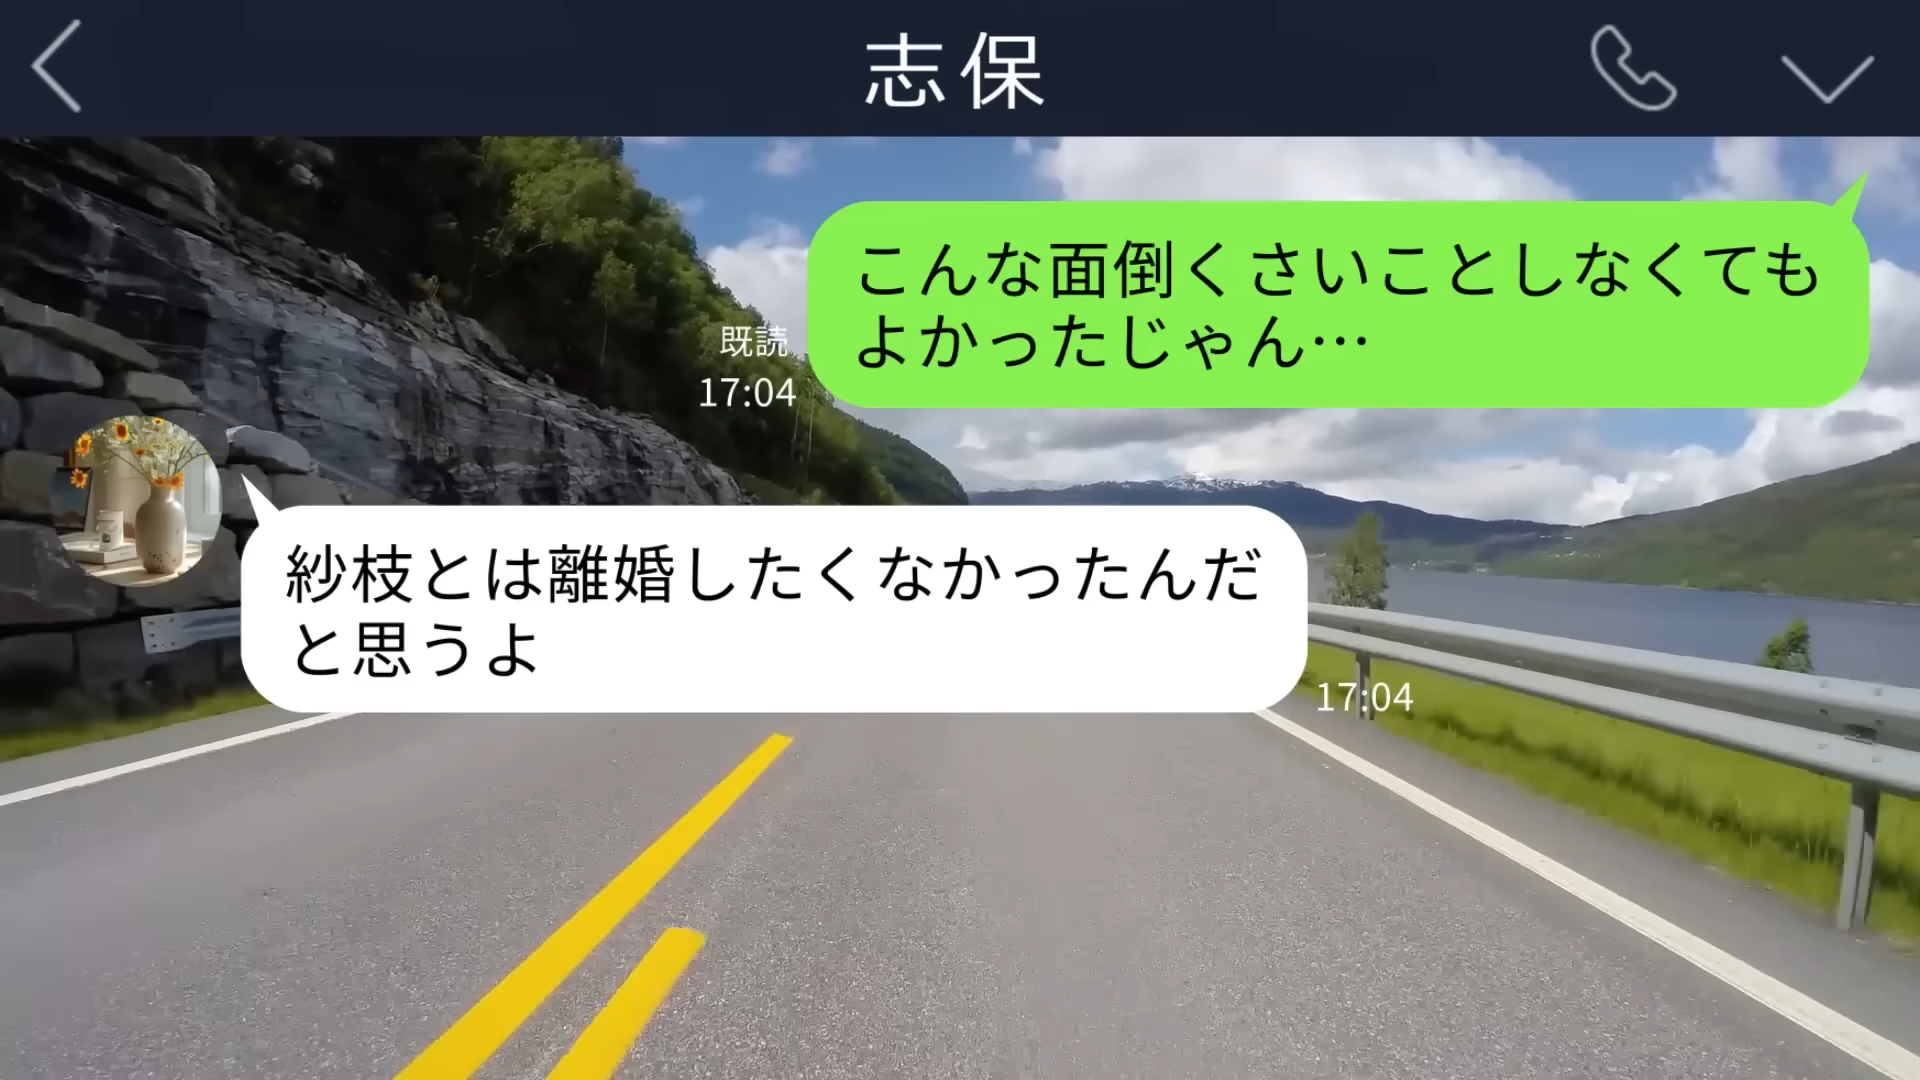 志保
こんな面倒くさいことしなくても
よかったじゃん…
既読
17:04
紗枝とは離婚したくなかったんだ
と思うよ
17:04